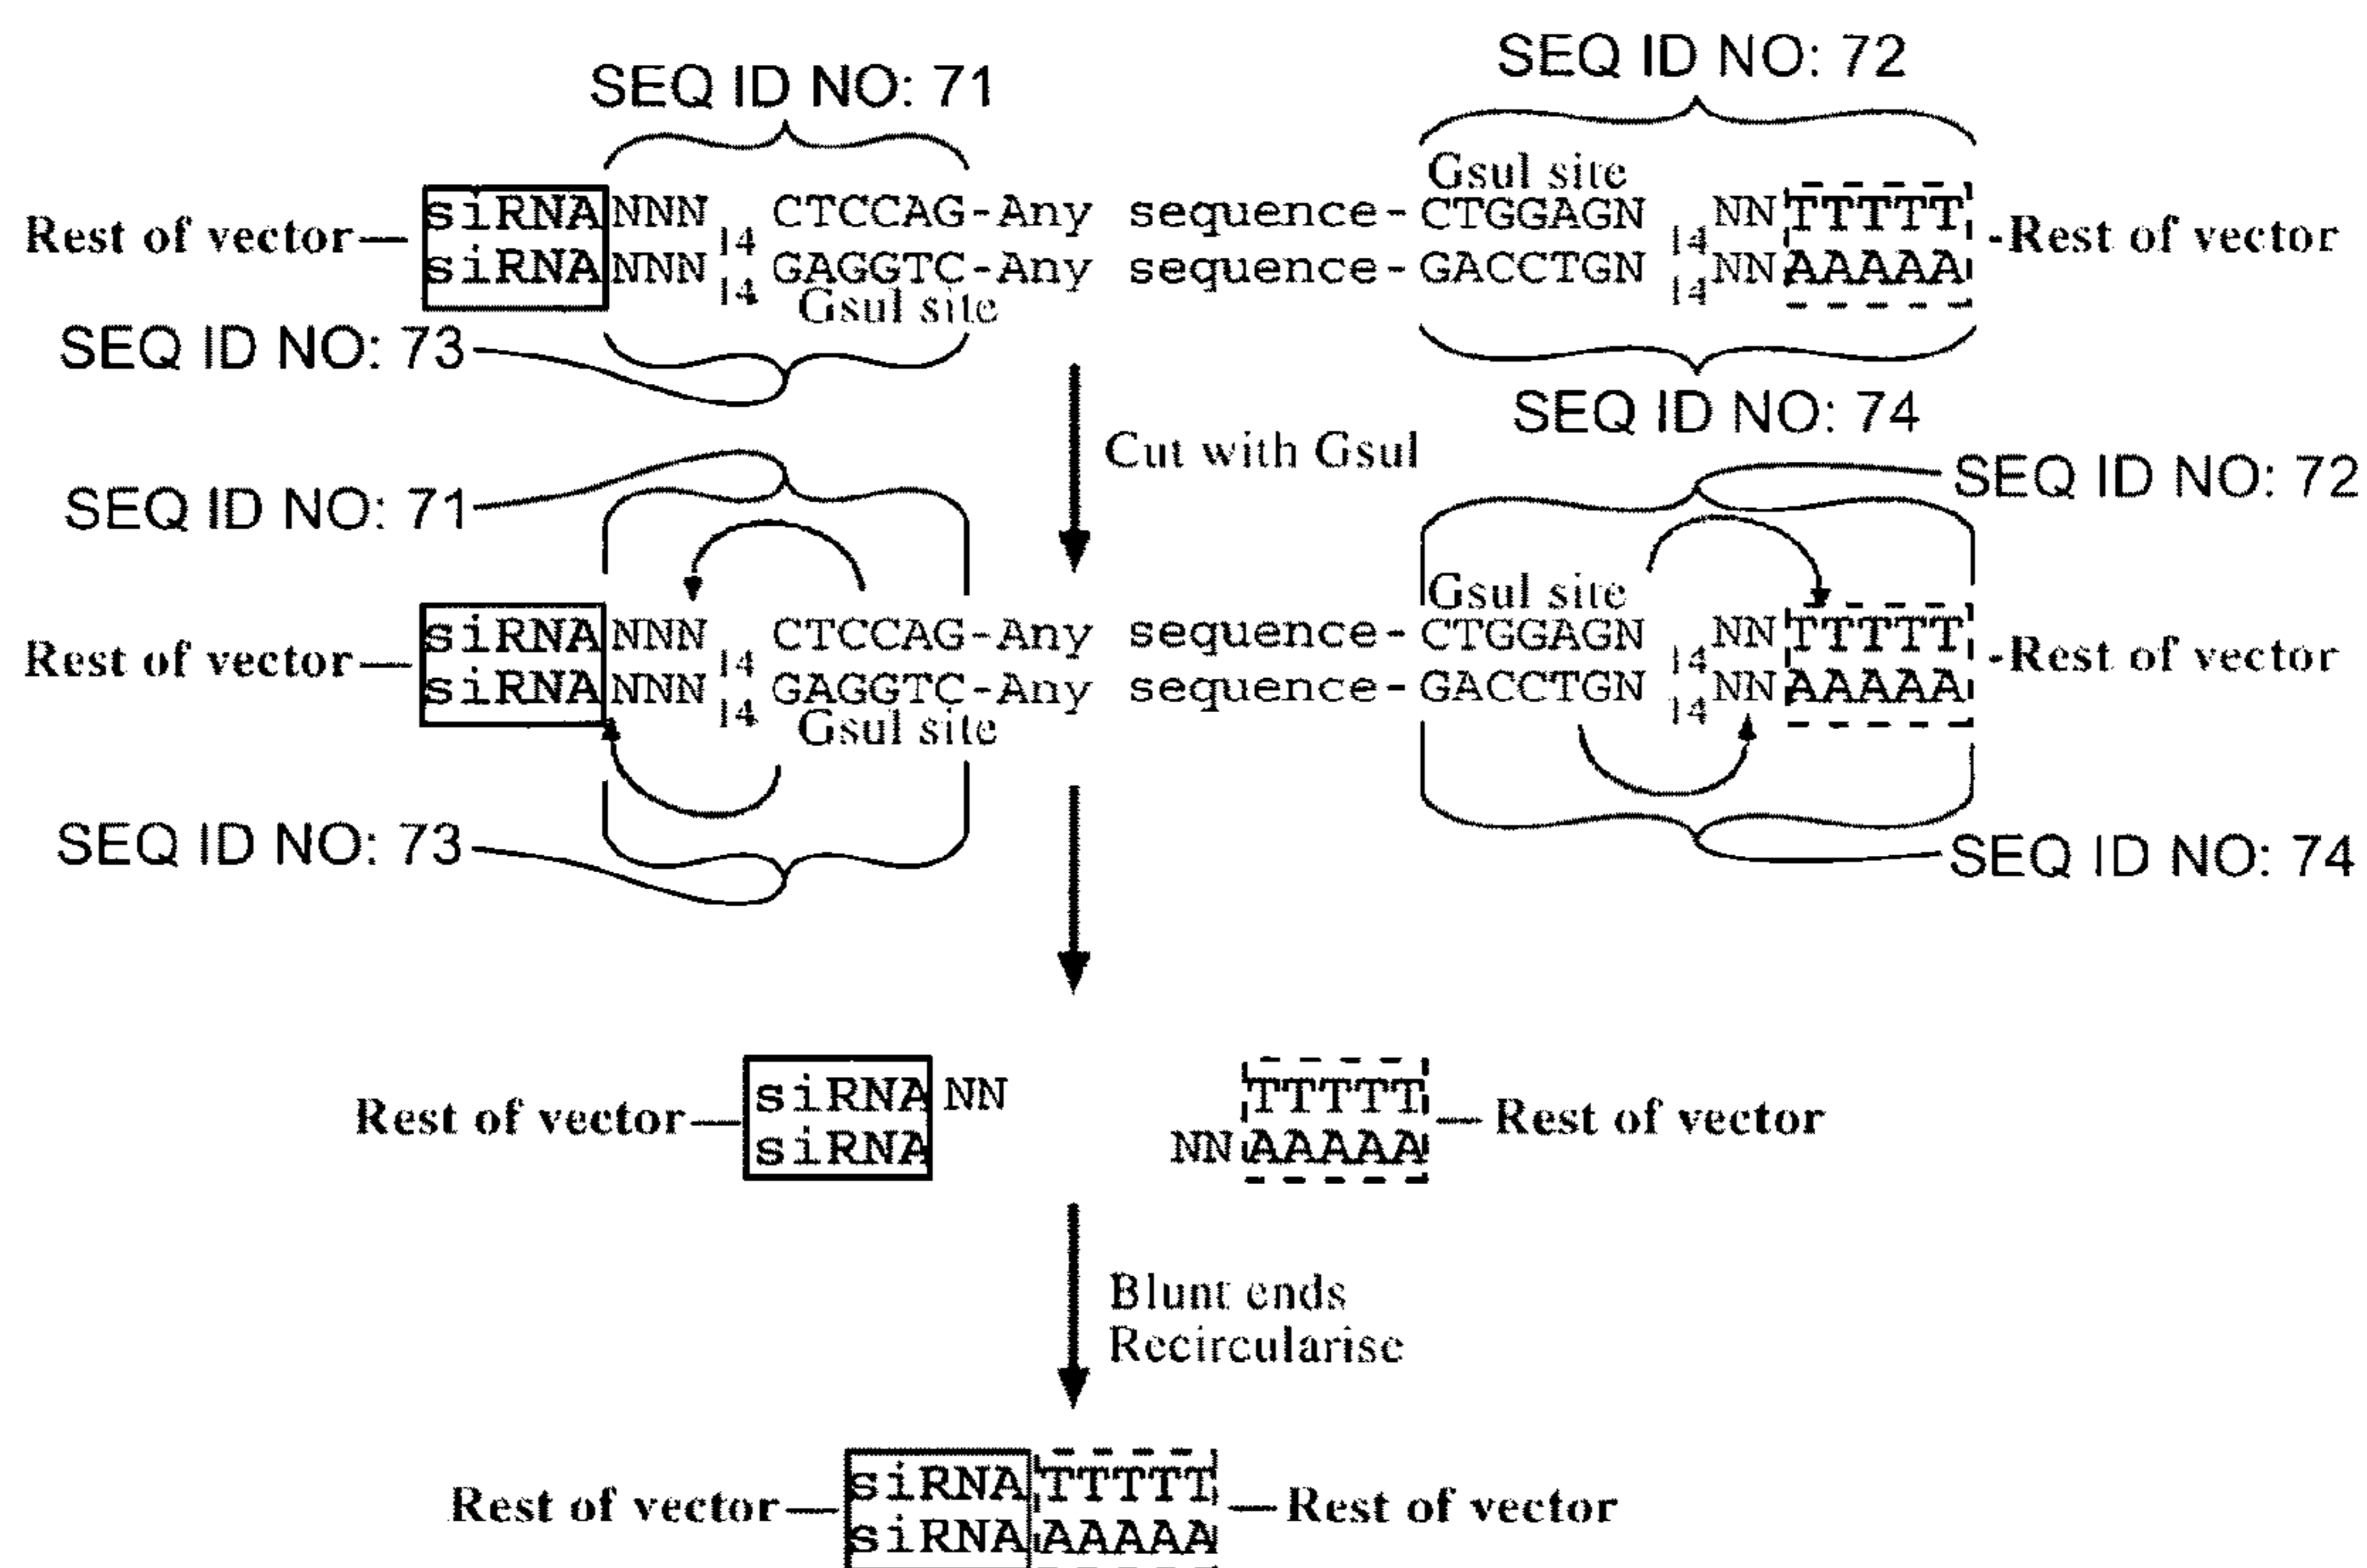 SEQ ID NO: 71
SEQ ID NO: 72
GsuI site
Rest of vector— siRNA NNN 14 CTCCAG-Any sequence-CTGGAGN 14 NN TTTTT -Rest of vector
siRNA NNN 14 GAGGTC-Any sequence-GACCTGN 14 NN AAAAA
GsuI site
SEQ ID NO: 73
SEQ ID NO: 74
Cut with GsuI
SEQ ID NO: 71
SEQ ID NO: 72
GsuI site
Rest of vector— siRNA NNN 14 CTCCAG-Any sequence-CTGGAGN 14 NN TTTTT -Rest of vector
siRNA NNN 14 GAGGTC-Any sequence-GACCTGN 14 NN AAAAA
GsuI site
SEQ ID NO: 73
SEQ ID NO: 74
Rest of vector— siRNA NN TTTTT — Rest of vector
siRNA NN AAAAA
Blunt ends
Recircularise
Rest of vector— siRNA TTTTT — Rest of vector
siRNA AAAAA